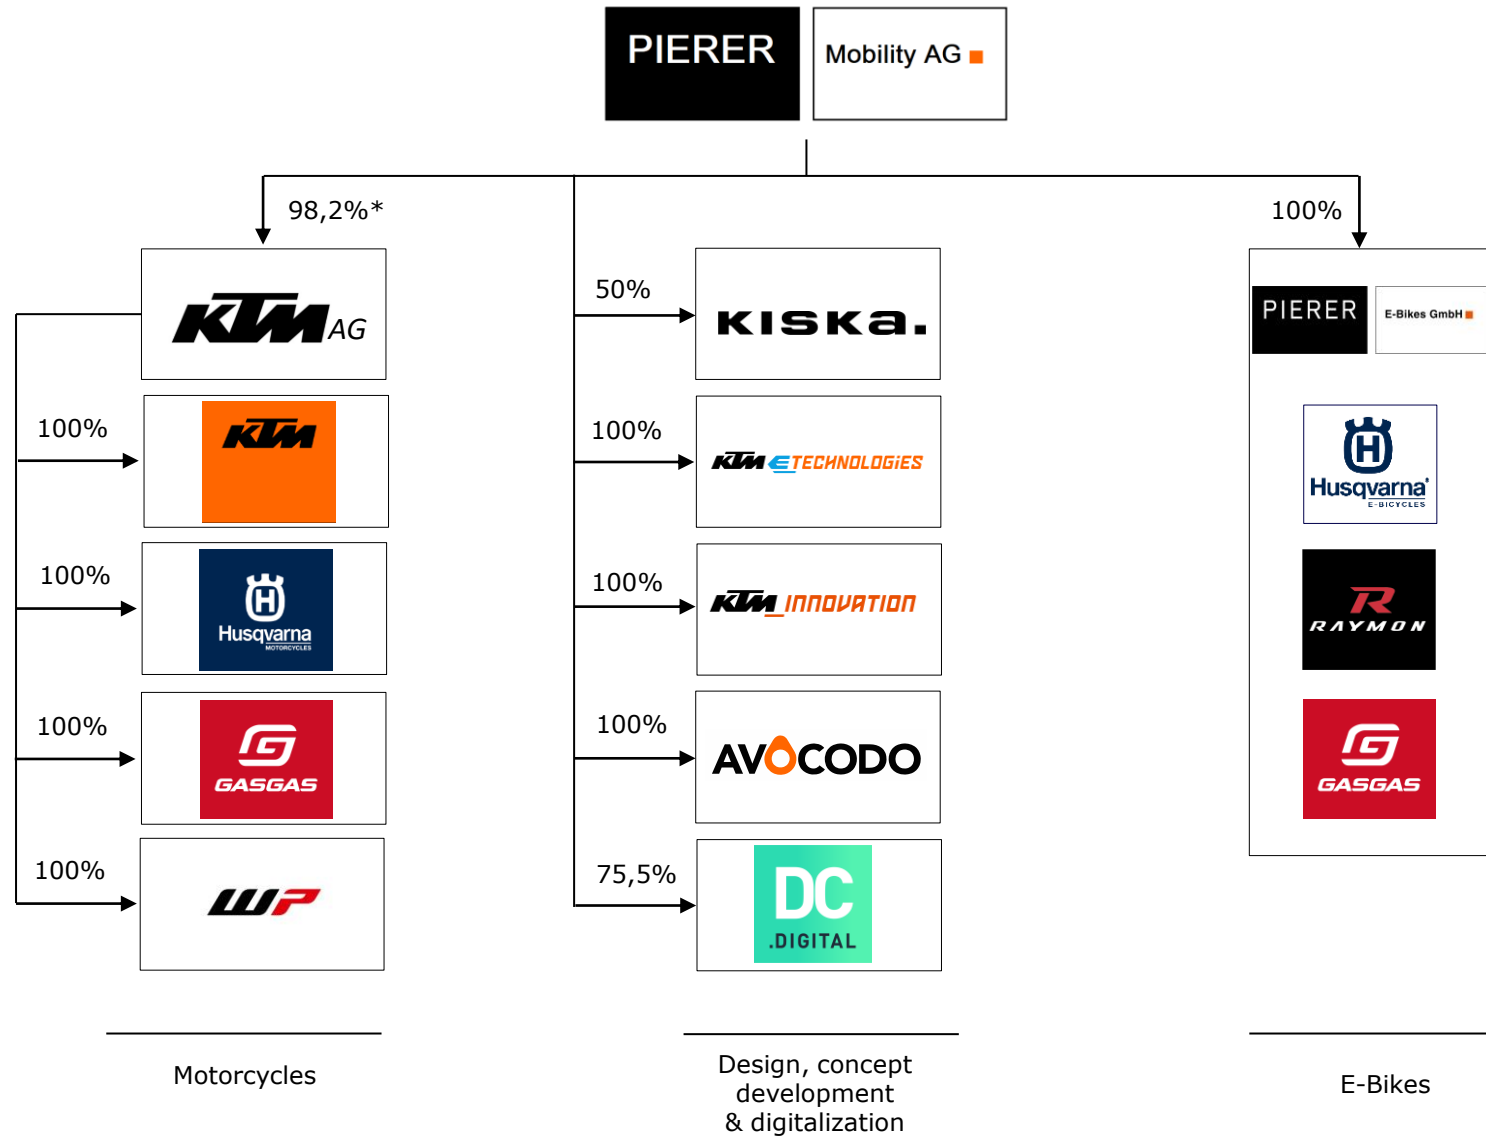 PIERER
Mobility AG
98,2%*
100%
KTM AG
100%
KTM
100%
Husqvarna
MOTORCYCLES
100%
GASGAS
100%
WP
Motorcycles
50%
KISKa.
100%
KTM E TECHNOLOGIES
100%
KTM_INNOVATION
100%
AVOCODO
75,5%
DC
.DIGITAL
Design, concept
development
& digitalization
PIERER
E-Bikes GmbH
Husqvarna
E-BICYCLES
R
RAYMON
GASGAS
E-Bikes